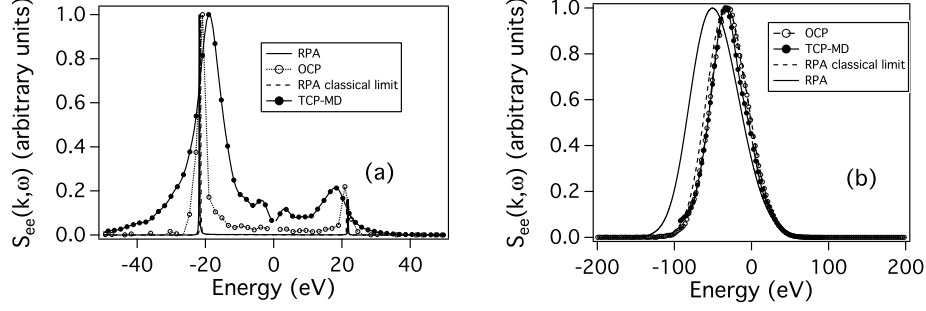 S_ee(k,ω) (arbitrary units)
1.0
0.8
0.6
0.4
0.2
0.0
RPA
OCP
RPA classical limit
TCP-MD
(a)
-40
-20
0
20
40
Energy (eV)
S_ee(k,ω) (arbitrary units)
1.0
0.8
0.6
0.4
0.2
0.0
OCP
TCP-MD
RPA classical limit
RPA
(b)
-200
-100
0
100
200
Energy (eV)